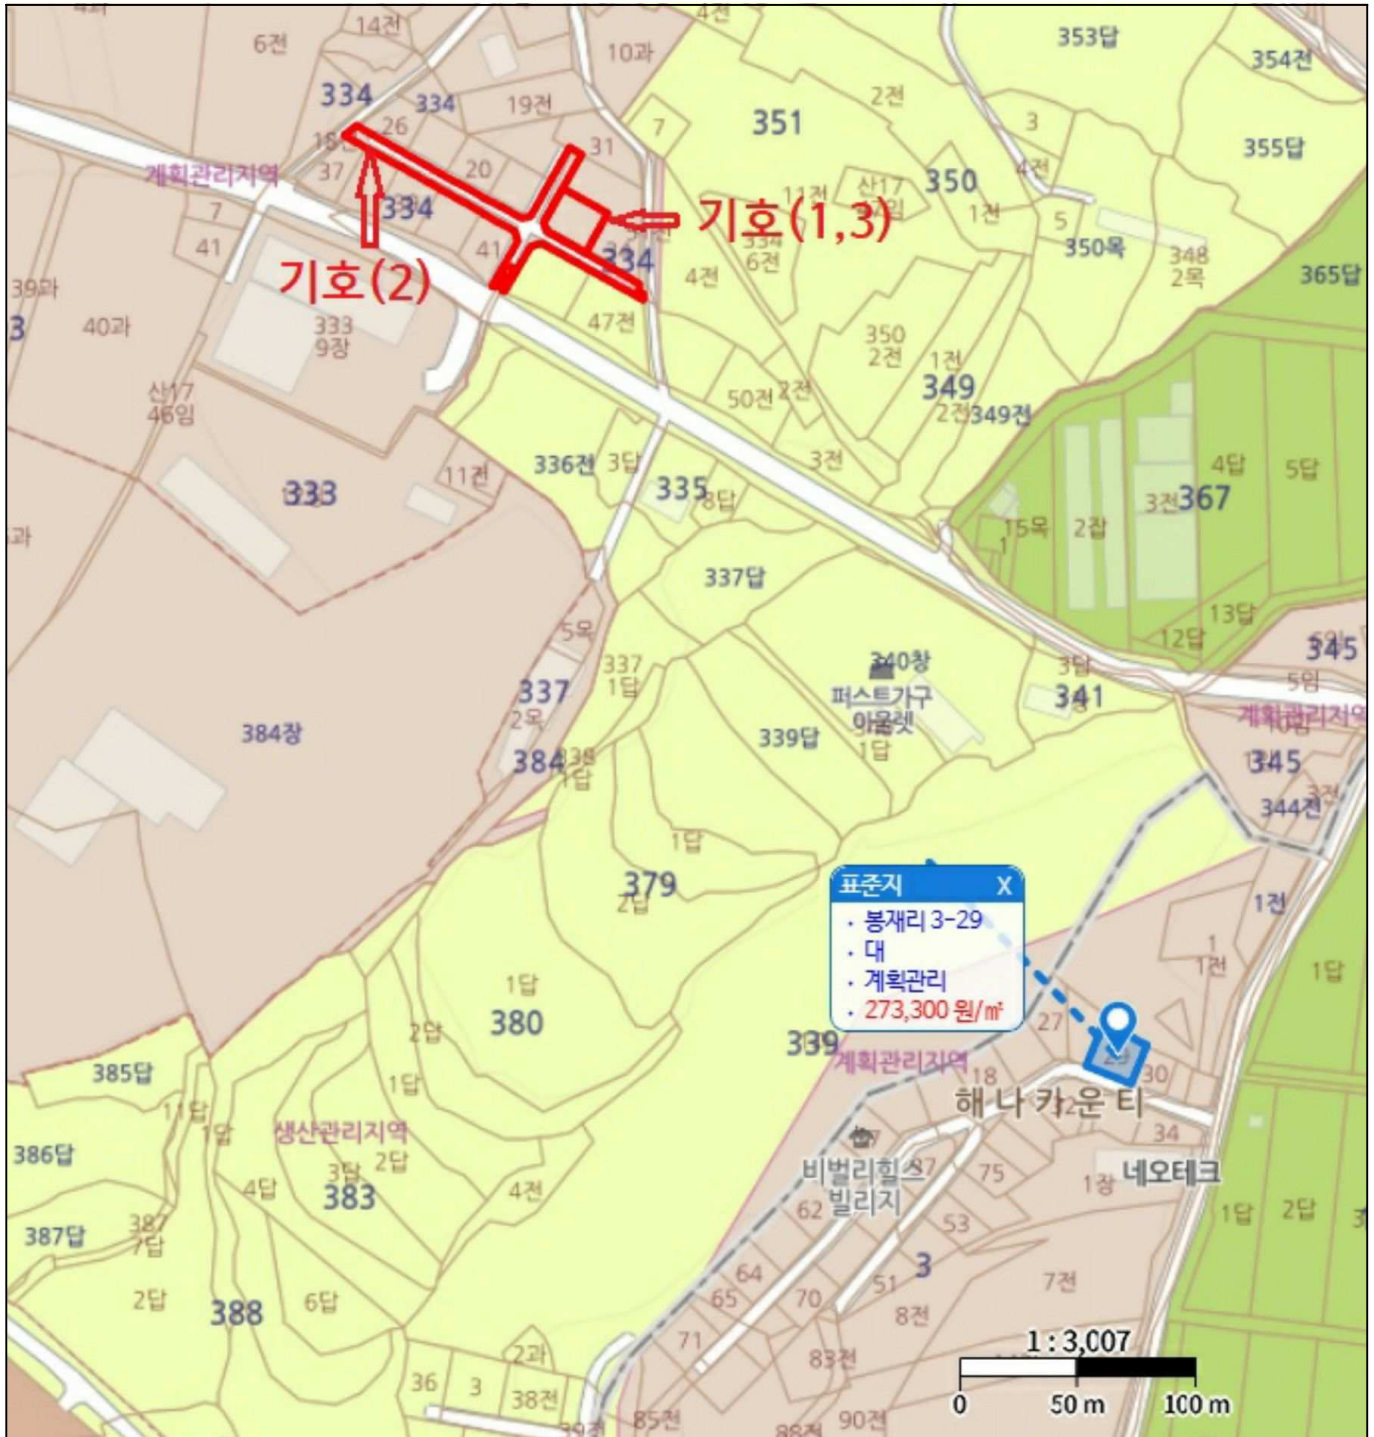 14전
4전
353답
6전
10과
354전
334
334
19전
2전
351
26
7
3
31
355답
37
20
4전
계획관리지역
350
산17
11전
7
334
1전
기호(1,3)
5
41
41
334
350목
348
2목
6전
4전
365답
기호(2)
39과
3
40과
333
9장
47전
350
2전
1전
349
산17
46임
50전
2전
2전
349전
11전
336전
3답
3전
4답
5답
333
335
8답
3전
367
15목
2잡
1
337답
13답
12답
5목
345
337
1답
340창
3답
5임
337
2목
퍼스트가구
아울렛
341
계획관리지역
384장
339답
1답
384
1답
345
344전
1답
379
2답
표준지 X
· 봉재리 3-29
· 대
· 계획관리
· 273,300 원/㎡
1전
1
1전
1답
1답
380
2답
27
339
계획관리지역
29
385답
1답
18
30
해 나 카 운 티
11답
생산관리지역
34
386답
3답
2답
비벌리힐스
빌리지
75
1장
네오테크
4답
383
4전
387답
387
7답
62
53
1답
2답
64
3
51
7전
2답
388
6답
65
70
8전
71
1 : 3,007
2과
83전
36
3
38전
0 50 m 100 m
85전
90전